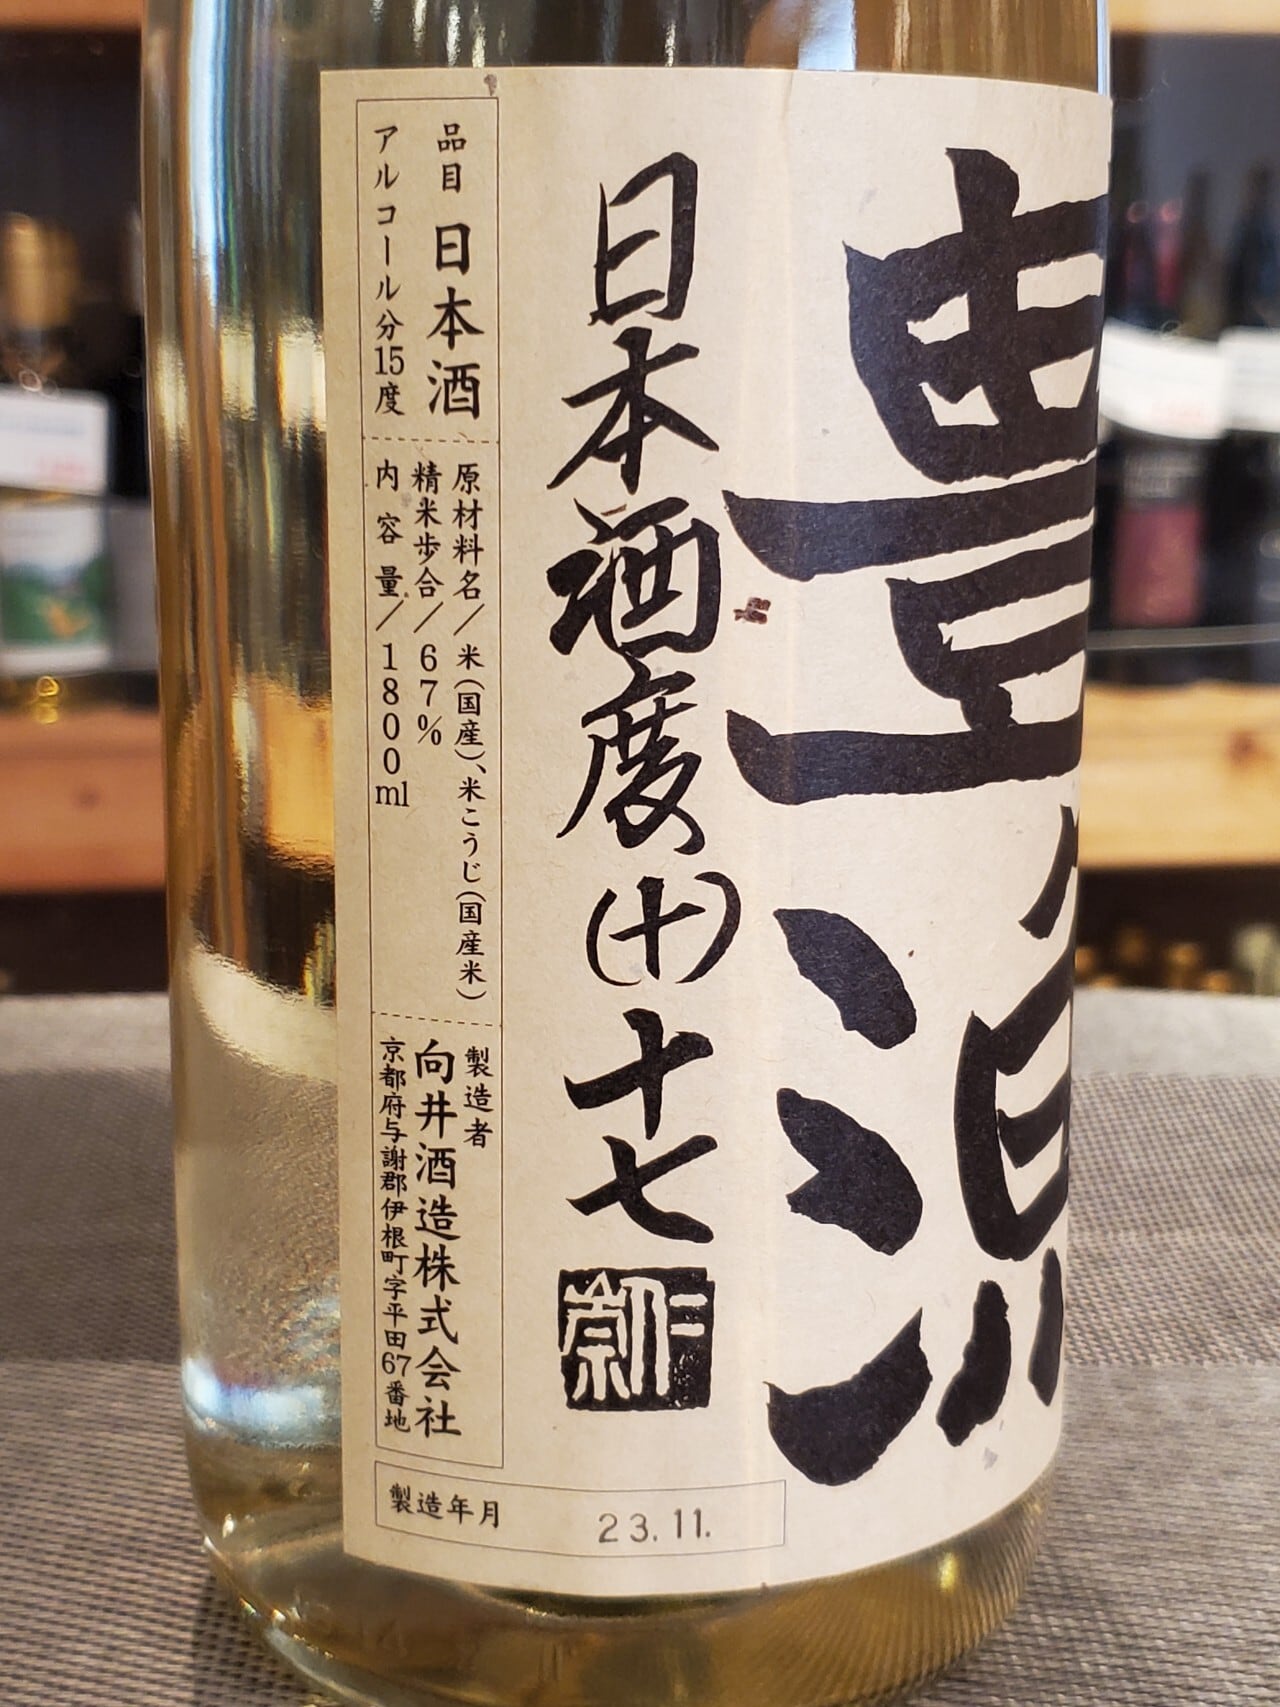 豊漁
日本酒度(十)十七
品目 日本酒
アルコール分15度
原材料名/米(国産)、米こうじ(国産米)
精米歩合/67%
内容量/1800ml
製造者
向井酒造株式会社
京都府与謝郡伊根町字平田67番地
製造年月 23.11.